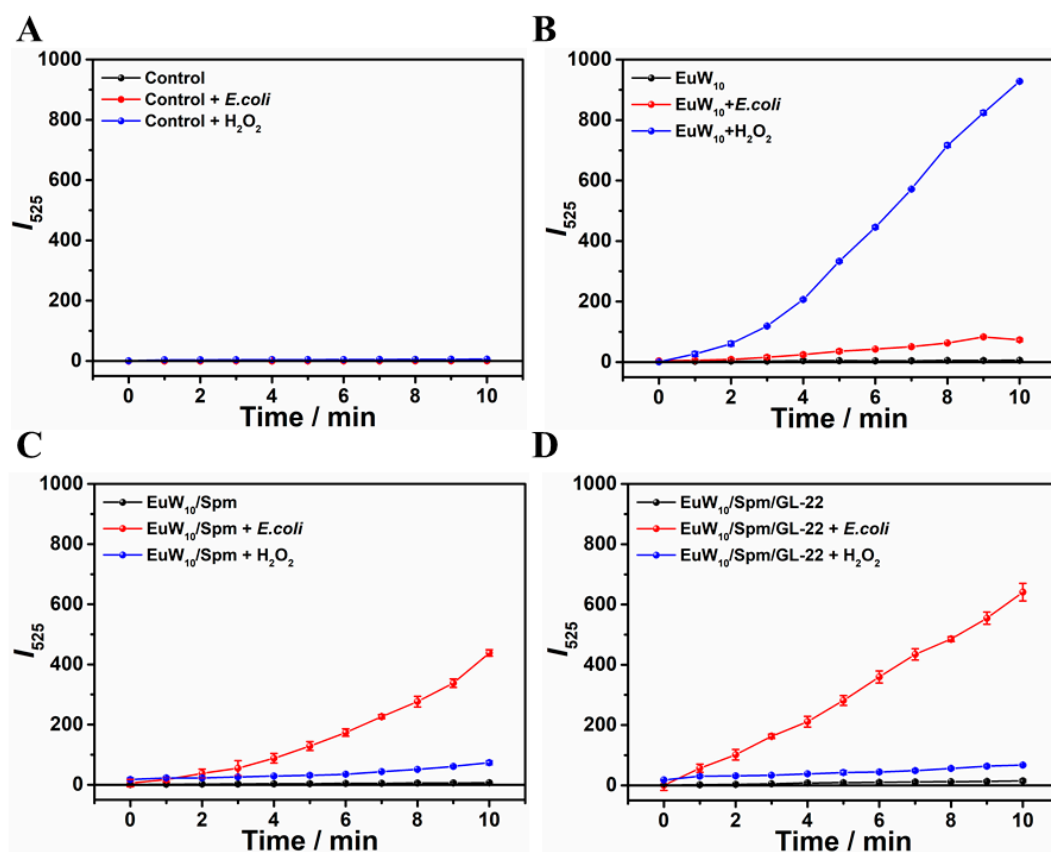 A
1000
800
600
400
200
0
I525
Control
Control + E.coli
Control + H2O2
0 2 4 6 8 10
Time / min
B
1000
800
600
400
200
0
I525
EuW10
EuW10+E.coli
EuW10+H2O2
0 2 4 6 8 10
Time / min
C
1000
800
600
400
200
0
I525
EuW10/Spm
EuW10/Spm + E.coli
EuW10/Spm + H2O2
0 2 4 6 8 10
Time / min
D
1000
800
600
400
200
0
I525
EuW10/Spm/GL-22
EuW10/Spm/GL-22 + E.coli
EuW10/Spm/GL-22 + H2O2
0 2 4 6 8 10
Time / min